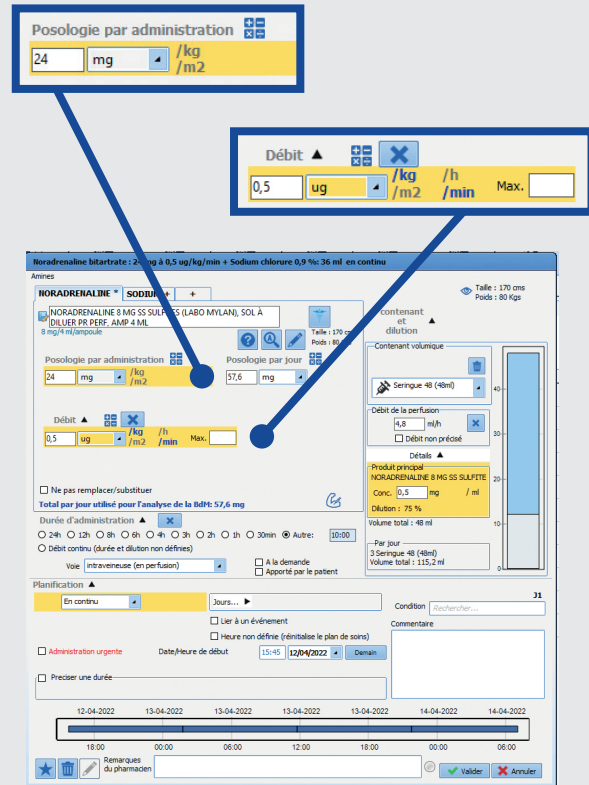 Posologie par administration
24 mg /kg
/m2
Débit ▲
0,5 ug /kg /h
/m2 /min Max.
Noradrenaline bitartrate : 24 mg à 0,5 ug/kg/min + Sodium chlorure 0,9 %: 36 ml en continu
Amines
NORADRENALINE * SODIUM + +
Taille : 170 cms
Poids : 80 Kgs
NORADRENALINE 8 MG SS SULFITES (LABO MYLAN), SOL À
DILUER PR PERF, AMP 4 ML
8 mg/4 ml/ampoule
Taille : 170 cm
Poids : 80
Posologie par administration
24 mg /kg
/m2
Posologie par jour
57,6 mg
Débit ▲
0,5 ug /kg /h
/m2 /min Max.
Ne pas remplacer/substituer
Total par jour utilisé pour l'analyse de la BdM: 57,6 mg
contenant
et
dilution
Contenant volumique
Seringue 48 (48ml)
Débit de la perfusion
4,8 ml/h
Débit non précisé
Détails ▲
Produit principal
NORADRENALINE 8 MG SS SULFITE
Conc. 0,5 mg / ml
Dilution : 75 %
Volume total : 48 ml
Par jour
3 Seringue 48 (48ml)
Volume total : 115,2 ml
40
30
20
10
0
Durée d'administration ▲
24h 12h 8h 6h 4h 3h 2h 1h 30min Autre: 10:00
Débit continu (durée et dilution non définies)
Voie intraveineuse (en perfusion)
A la demande
Apporté par le patient
Planification ▲
J1
En continu
Jours...
Condition Rechercher...
Lier à un événement
Commentaire
Heure non définie (réinitialise le plan de soins)
Administration urgente Date/Heure de début 15:45 12/04/2022 Demain
Preciser une durée
12-04-2022 13-04-2022 13-04-2022 13-04-2022 13-04-2022 14-04-2022 14-04-2022
18:00 00:00 06:00 12:00 18:00 00:00 06:00
Remarques
du pharmacien
Valider Annuler